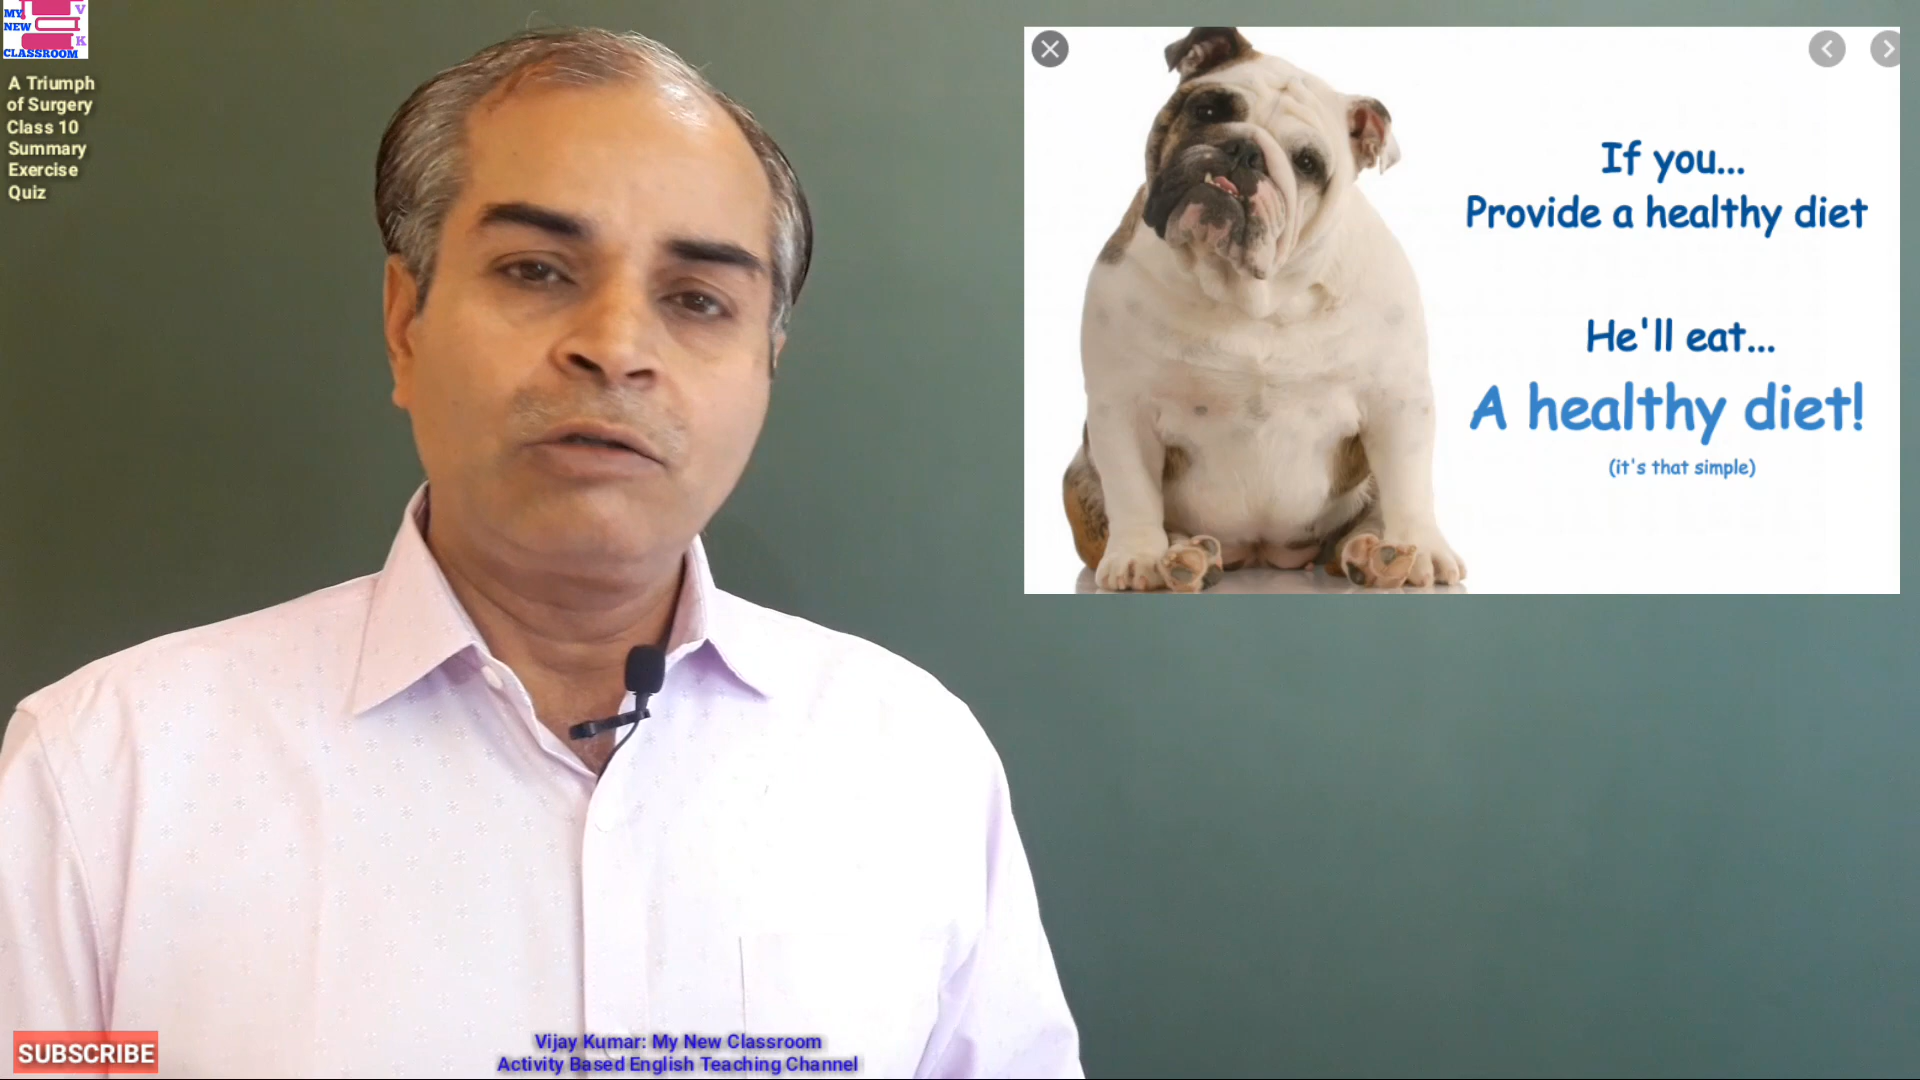 MY V
NEW
K
CLASSROOM
A Triumph
of Surgery
Class 10
Summary
Exercise
Quiz
If you...
Provide a healthy diet
He'll eat...
A healthy diet!
(it's that simple)
SUBSCRIBE
Vijay Kumar: My New Classroom
Activity Based English Teaching Channel